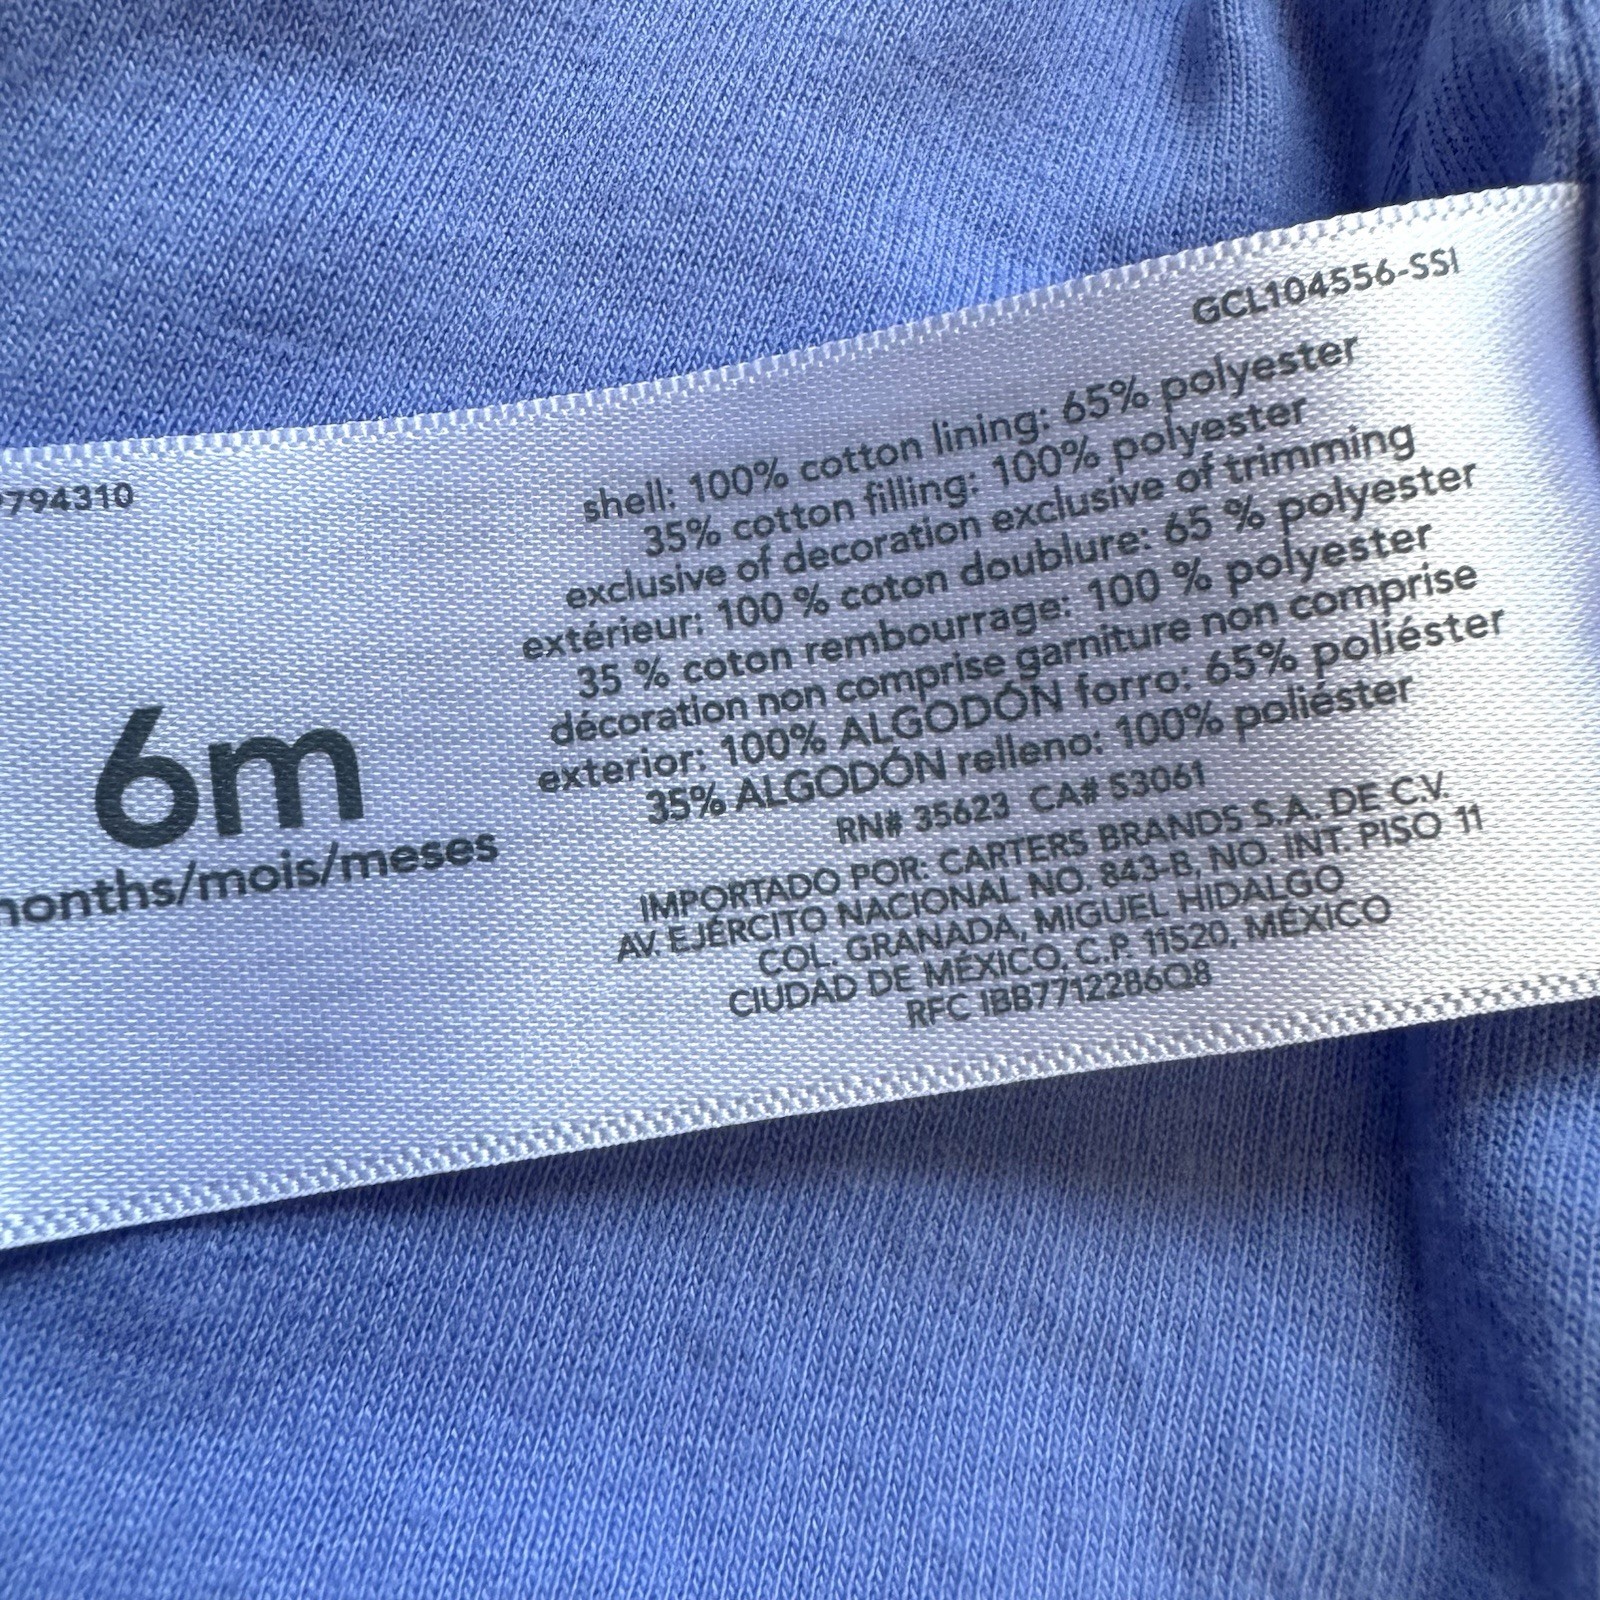 GCL104556-SSI
794310
shell: 100% cotton lining: 65% polyester
35% cotton filling: 100% polyester
exclusive of decoration exclusive of trimming
extérieur: 100 % coton doublure: 65 % polyester
35 % coton rembourrage: 100 % polyester
décoration non comprise garniture non comprise
exterior: 100% ALGODÓN forro: 65% poliéster
35% ALGODÓN relleno: 100% poliéster
RN# 35623 CA# 53061
IMPORTADO POR: CARTERS BRANDS S.A. DE C.V.
AV. EJÉRCITO NACIONAL NO. 843-B, NO. INT. PISO 11
COL. GRANADA, MIGUEL HIDALGO
CIUDAD DE MÉXICO, C.P. 11520, MÉXICO
RFC IBB7712286Q8
6m
onths/mois/meses